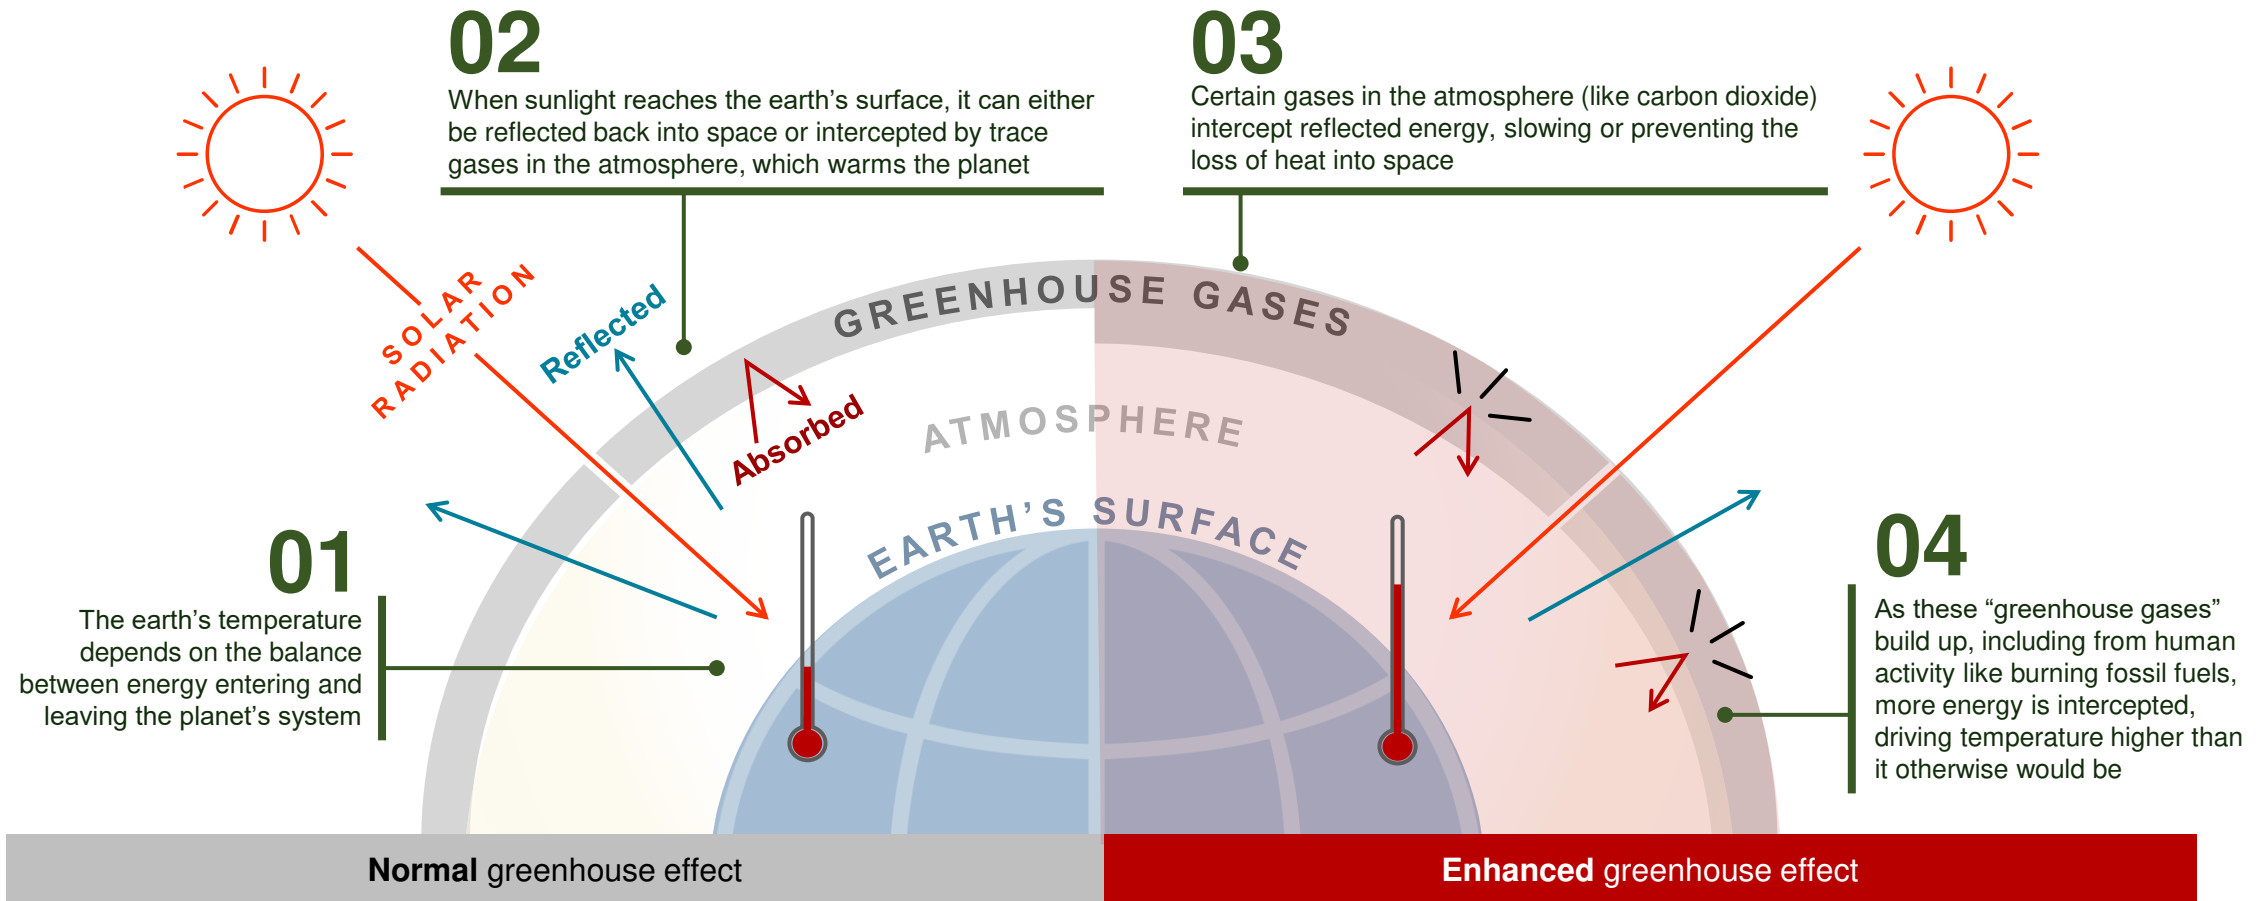 02
When sunlight reaches the earth’s surface, it can either
be reflected back into space or intercepted by trace
gases in the atmosphere, which warms the planet
03
Certain gases in the atmosphere (like carbon dioxide)
intercept reflected energy, slowing or preventing the
loss of heat into space
SOLAR
RADIATION
Reflected
Absorbed
GREENHOUSE GASES
ATMOSPHERE
EARTH’S SURFACE
01
The earth’s temperature
depends on the balance
between energy entering and
leaving the planet’s system
04
As these “greenhouse gases”
build up, including from human
activity like burning fossil fuels,
more energy is intercepted,
driving temperature higher than
it otherwise would be
Normal greenhouse effect
Enhanced greenhouse effect